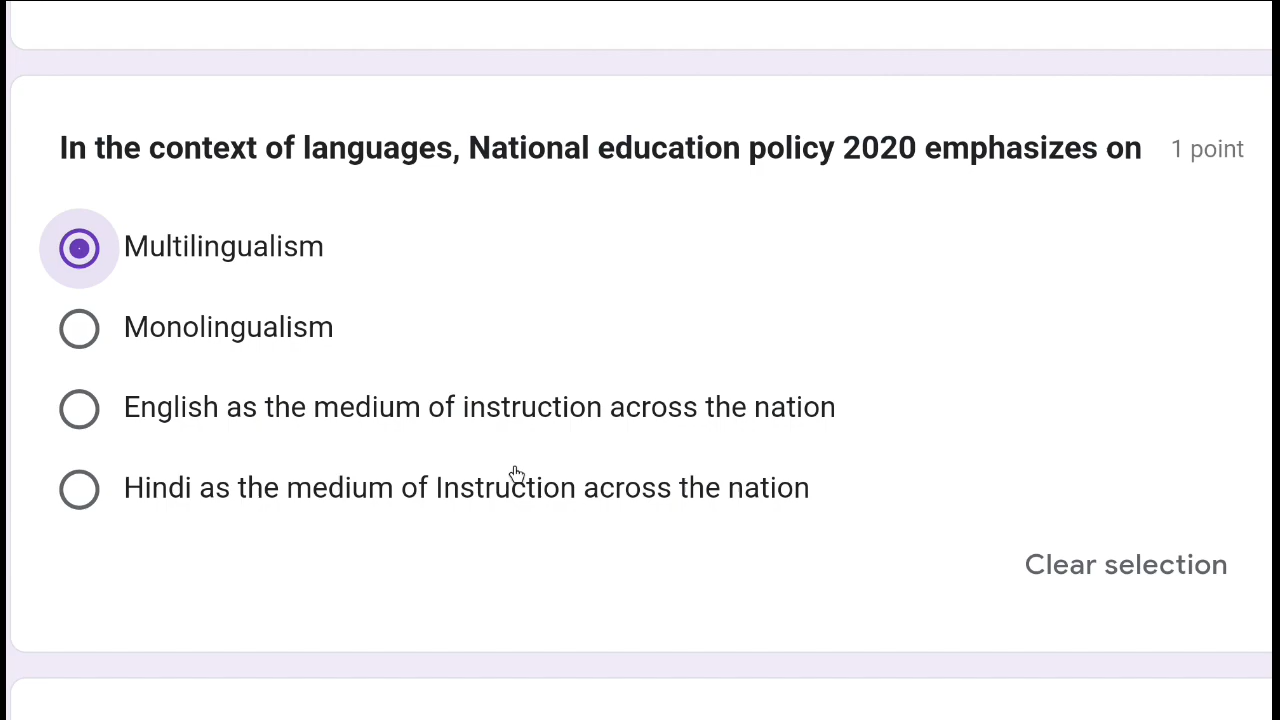 In the context of languages, National education policy 2020 emphasizes on 1 point
Multilingualism
Monolingualism
English as the medium of instruction across the nation
Hindi as the medium of Instruction across the nation
Clear selection